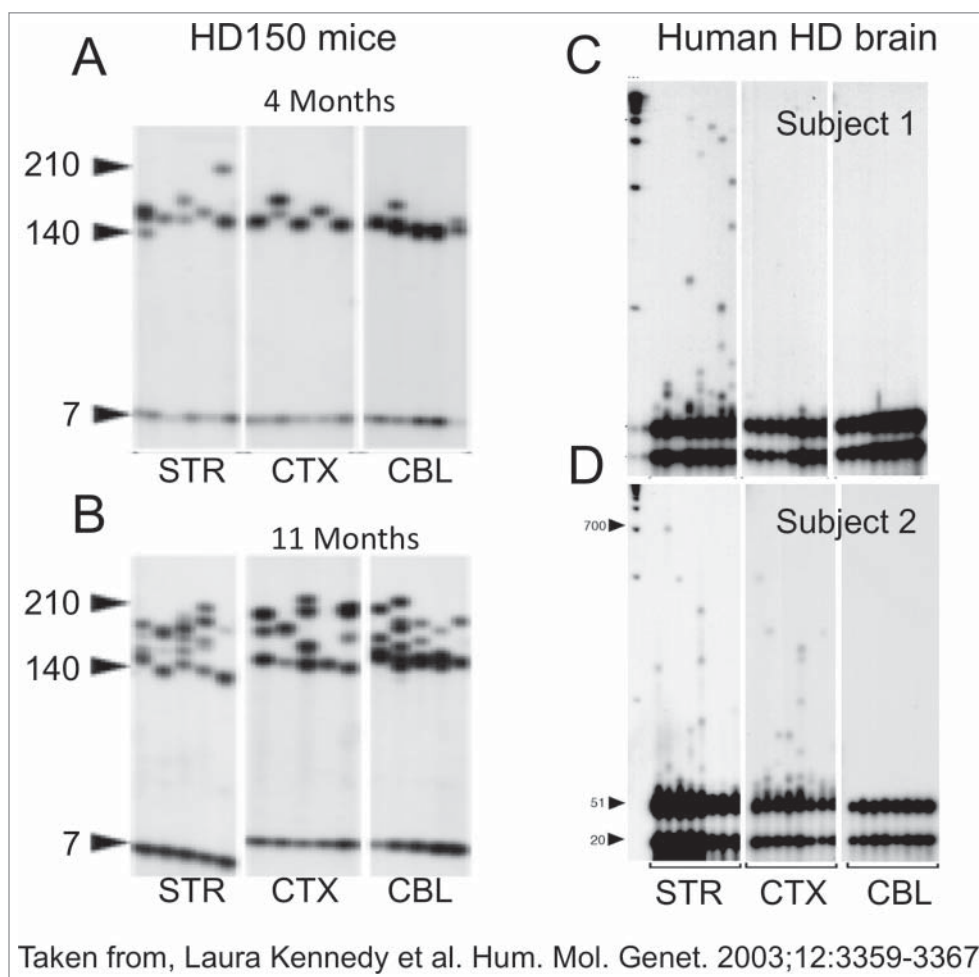 A
HD150 mice
4 Months
210
140
7
STR CTX CBL
B
11 Months
210
140
7
STR CTX CBL
Human HD brain
C
Subject 1
D
Subject 2
700
51
20
STR CTX CBL
Taken from, Laura Kennedy et al. Hum. Mol. Genet. 2003;12:3359-3367